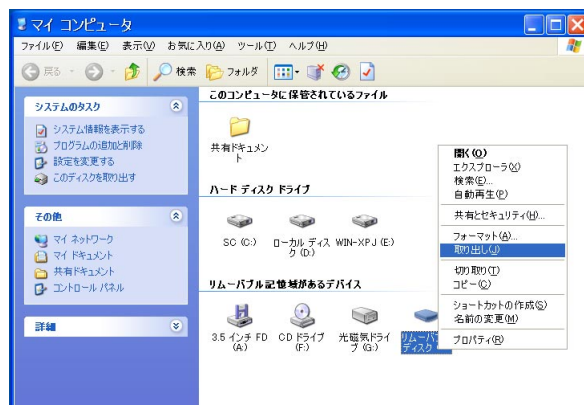 マイ コンピュータ
ファイル(F) 編集(E) 表示(V) お気に入り(A) ツール(T) ヘルプ(H)
戻る 検索 フォルダ
システムのタスク
システム情報を表示する
プログラムの追加と削除
設定を変更する
このディスクを取り出す
その他
マイ ネットワーク
マイ ドキュメント
共有ドキュメント
コントロール パネル
詳細
このコンピュータに保管されているファイル
共有ドキュメン
ト
ハード ディスク ドライブ
SC (C:)
ローカル ディス
ク (D:)
WIN-XPJ (E:)
リムーバブル記憶域があるデバイス
3.5 インチ FD
(A:)
CD ドライブ
(F:)
光磁気ドライ
ブ (G:)
リムーバブ
ディスク
開く(O)
エクスプローラ(X)
検索(E)...
自動再生(P)
共有とセキュリティ(H)...
フォーマット(A)...
取り出し(J)
切り取り(T)
コピー(C)
ショートカットの作成(S)
名前の変更(M)
プロパティ(R)